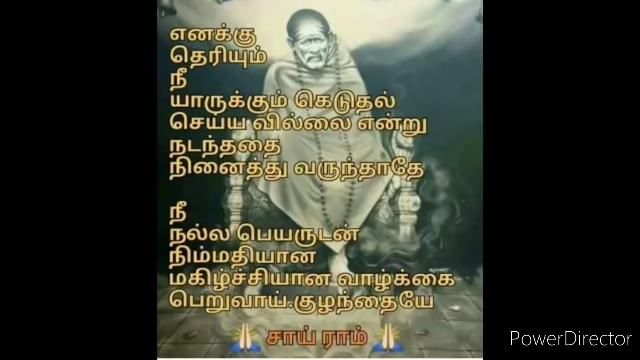 எனக்கு
தெரியும்
நீ
யாருக்கும் கெடுதல்
செய்ய வில்லை என்று
நடந்ததை
நினைத்து வருந்தாதே
நீ
நல்ல பெயருடன்
நிம்மதியான
மகிழ்ச்சியான வாழ்க்கை
பெறுவாய்.குழந்தையே
🙏 சாய் ராம் 🙏
PowerDirector